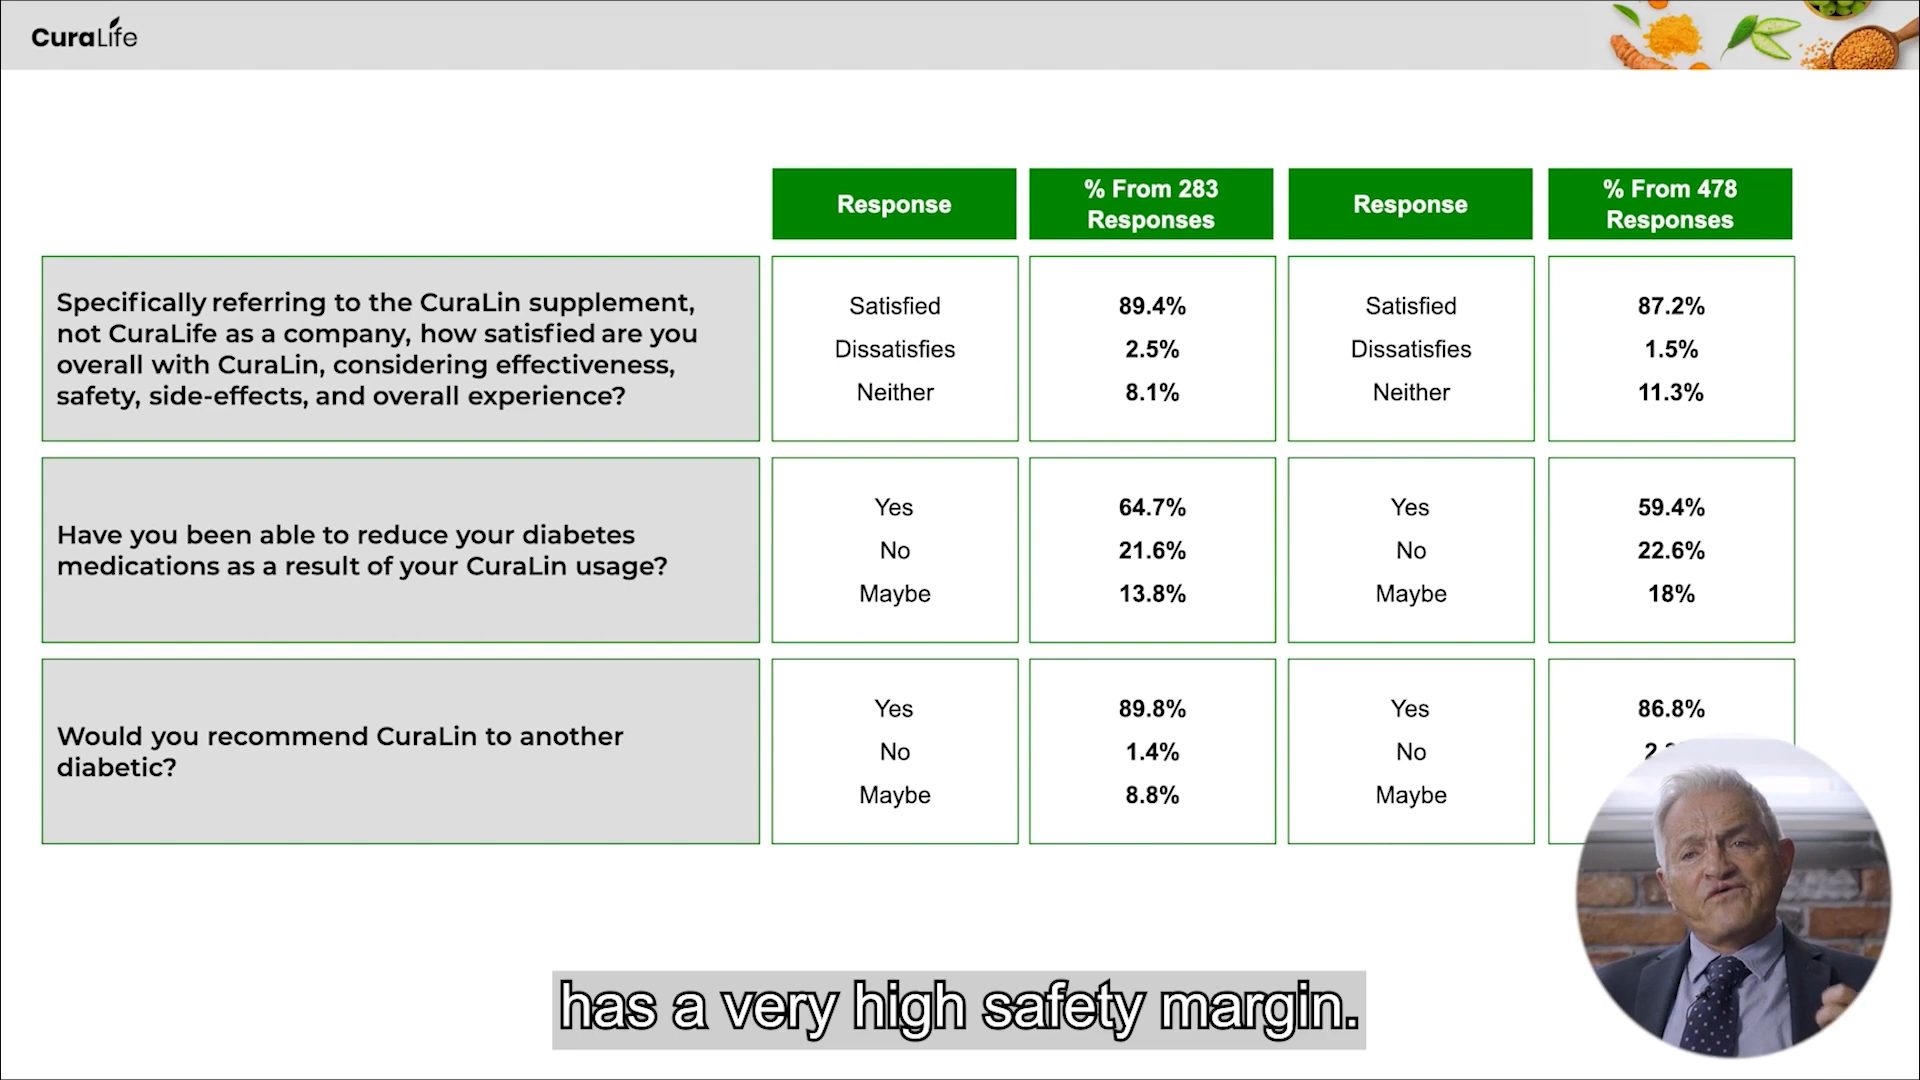 CuraLife
Response
% From 283
Responses
Response
% From 478
Responses
Specifically referring to the CuraLin supplement,
not CuraLife as a company, how satisfied are you
overall with CuraLin, considering effectiveness,
safety, side-effects, and overall experience?
Satisfied
89.4%
Satisfied
87.2%
Dissatisfies
2.5%
Dissatisfies
1.5%
Neither
8.1%
Neither
11.3%
Have you been able to reduce your diabetes
medications as a result of your CuraLin usage?
Yes
64.7%
Yes
59.4%
No
21.6%
No
22.6%
Maybe
13.8%
Maybe
18%
Would you recommend CuraLin to another
diabetic?
Yes
89.8%
Yes
86.8%
No
1.4%
No
Maybe
8.8%
Maybe
has a very high safety margin.